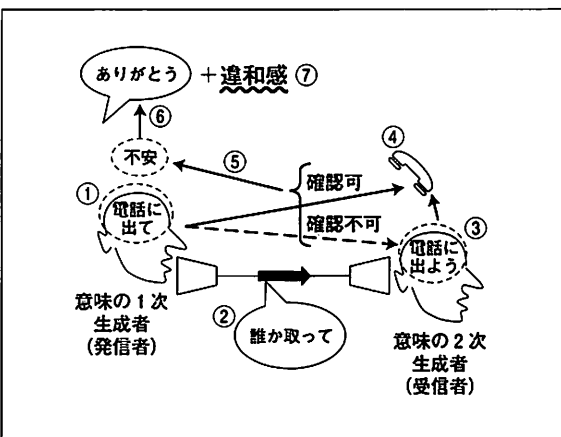 ありがとう
+違和感 ⑦
⑥
不安
⑤
④
①
電話に
出て
確認可
確認不可
③
電話に
出よう
意味の1次
生成者
(発信者)
②
誰か取って
意味の2次
生成者
(受信者)